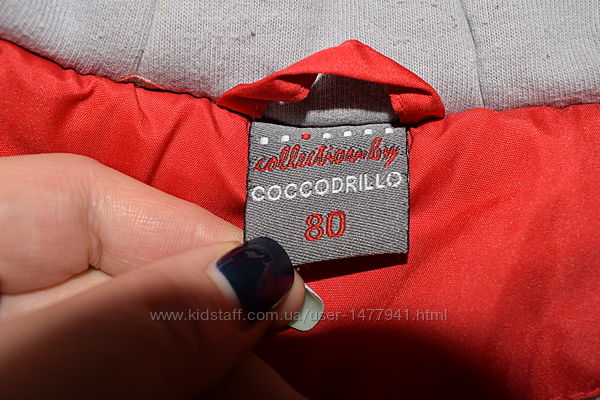 collection by
COCCODRILLO
80
www.kidstaff.com.ua/user-1477941.html